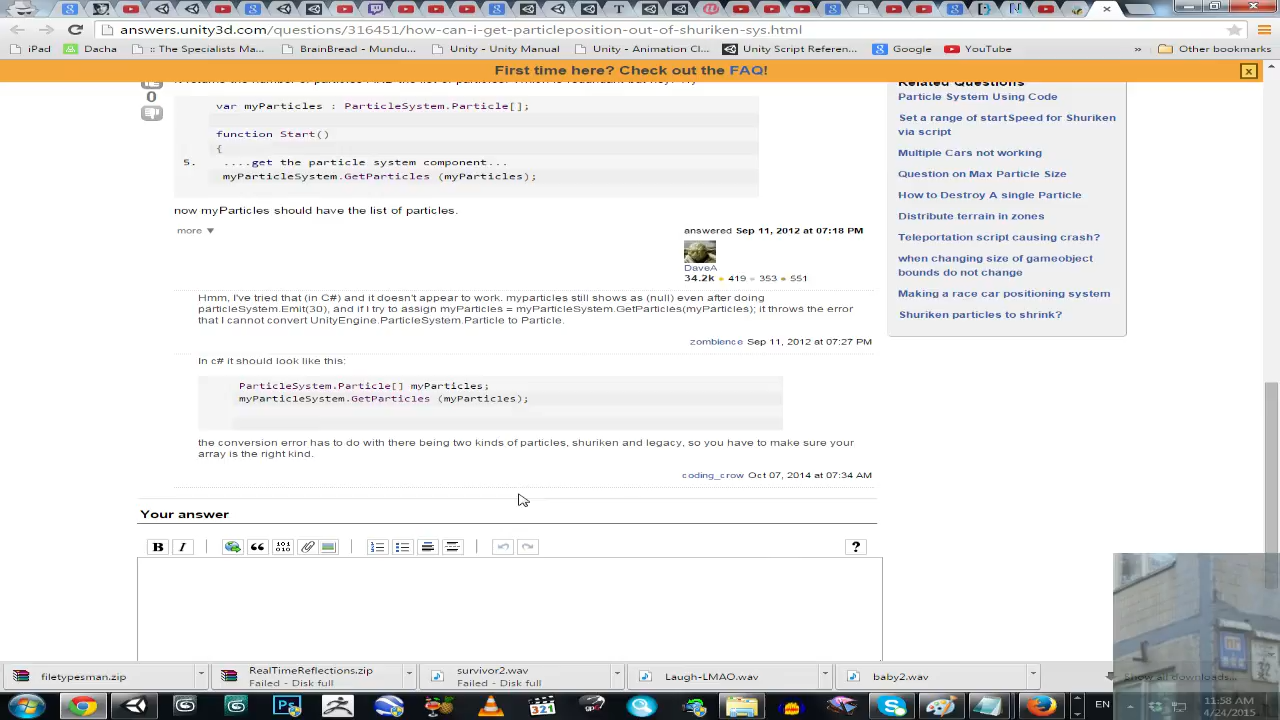 answers.unity3d.com/questions/316451/how-can-i-get-particle-position-out-of-shuriken-sys.html
iPad
Dacha
:: The Specialists Ma...
BrainBread - Mundu...
Unity - Unity Manual
Unity - Animation Cl...
Unity Script Referen...
Google
YouTube
»
Other bookmarks
First time here? Check out the FAQ!
x
0
var myParticles : ParticleSystem.Particle[];
function Start()
{
5. ....get the particle system component...
myParticleSystem.GetParticles (myParticles);
now myParticles should have the list of particles.
more ▼
answered Sep 11, 2012 at 07:18 PM
DaveA
34.2k ● 419 ● 353 ● 551
Hmm, I've tried that (in C#) and it doesn't appear to work. myparticles still shows as (null) even after doing
particleSystem.Emit(30), and if I try to assign myParticles = myParticleSystem.GetParticles(myParticles); it throws the error
that I cannot convert UnityEngine.ParticleSystem.Particle to Particle.
zombience Sep 11, 2012 at 07:27 PM
In c# it should look like this:
ParticleSystem.Particle[] myParticles;
myParticleSystem.GetParticles (myParticles);
the conversion error has to do with there being two kinds of particles, shuriken and legacy, so you have to make sure your
array is the right kind.
coding_crow Oct 07, 2014 at 07:34 AM
Related Questions
Particle System Using Code
Set a range of startSpeed for Shuriken
via script
Multiple Cars not working
Question on Max Particle Size
How to Destroy A single Particle
Distribute terrain in zones
Teleportation script causing crash?
when changing size of gameobject
bounds do not change
Making a race car positioning system
Shuriken particles to shrink?
Your answer
B I
?
filetypesman.zip
RealTimeReflections.zip
Failed - Disk full
survivor2.wav
Failed - Disk full
Laugh-LMAO.wav
baby2.wav
Show all downloads...
EN
11:58 AM
4/24/2015